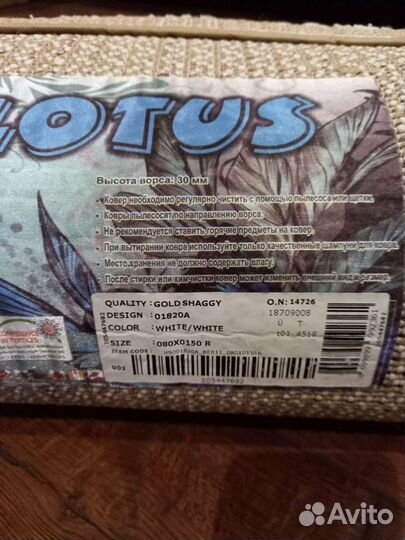 LOTUS
Высота ворса: 30 мм
• Ковер необходимо регулярно чистить с помощью пылесоса или щетки.
• Ковры пылесосят по направлению ворса.
• Не рекомендуется ставить горячие предметы на ковер.
• При вытирании ковра используйте только качественные шампуни для ковра.
• Место хранения не должно содержать влагу.
• После стирки или химчистки ковер может изменить внешний вид и размер.
QUALITY : GOLD SHAGGY
O.N: 14726
DESIGN : 01820A
18709008
COLOR : WHITE/WHITE
U T
SIZE : 080X0150 R
ITEM CODE :
002
205447682
205447682
Avito